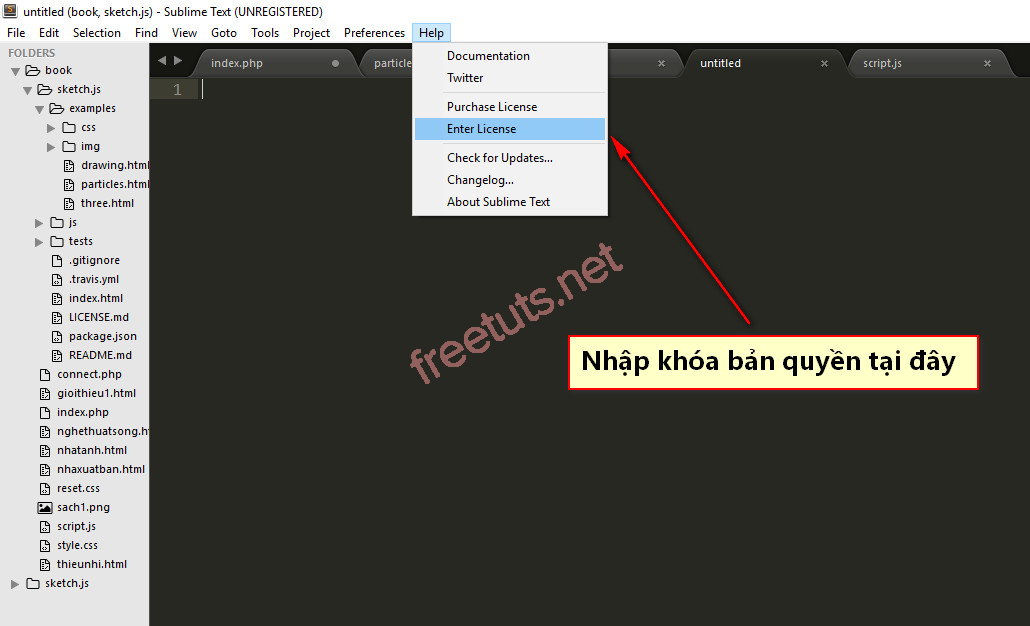 untitled (book, sketch.js) - Sublime Text (UNREGISTERED)
File Edit Selection Find View Goto Tools Project Preferences Help
FOLDERS
book
sketch.js
examples
css
img
drawing.html
particles.html
three.html
js
tests
.gitignore
.travis.yml
index.html
LICENSE.md
package.json
README.md
connect.php
gioithieu1.html
index.php
nghethuatsong.h
nhatanh.html
nhaxuatban.html
reset.css
sach1.png
script.js
style.css
thieunhi.html
sketch.js
index.php particle untitled script.js
1
Documentation
Twitter
Purchase License
Enter License
Check for Updates...
Changelog...
About Sublime Text
freetuts.net
Nhập khóa bản quyền tại đây